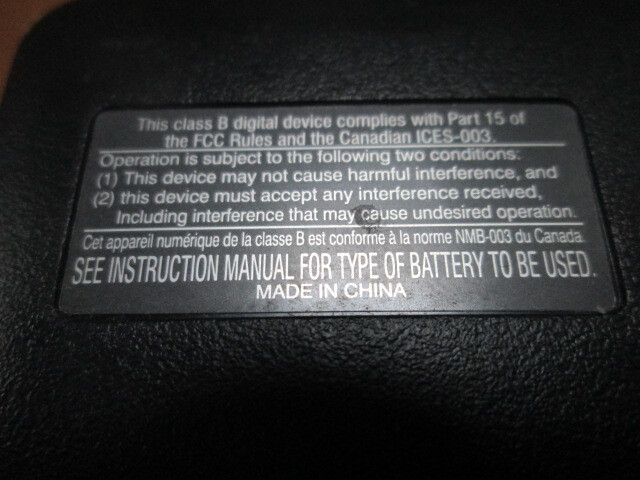 This class B digital device complies with Part 15 of
the FCC Rules and the Canadian ICES-003.
Operation is subject to the following two conditions:
(1) This device may not cause harmful interference, and
(2) this device must accept any interference received,
Including interference that may cause undesired operation.
Cet appareil numérique de la classe B est conforme à la norme NMB-003 du Canada.
SEE INSTRUCTION MANUAL FOR TYPE OF BATTERY TO BE USED.
MADE IN CHINA